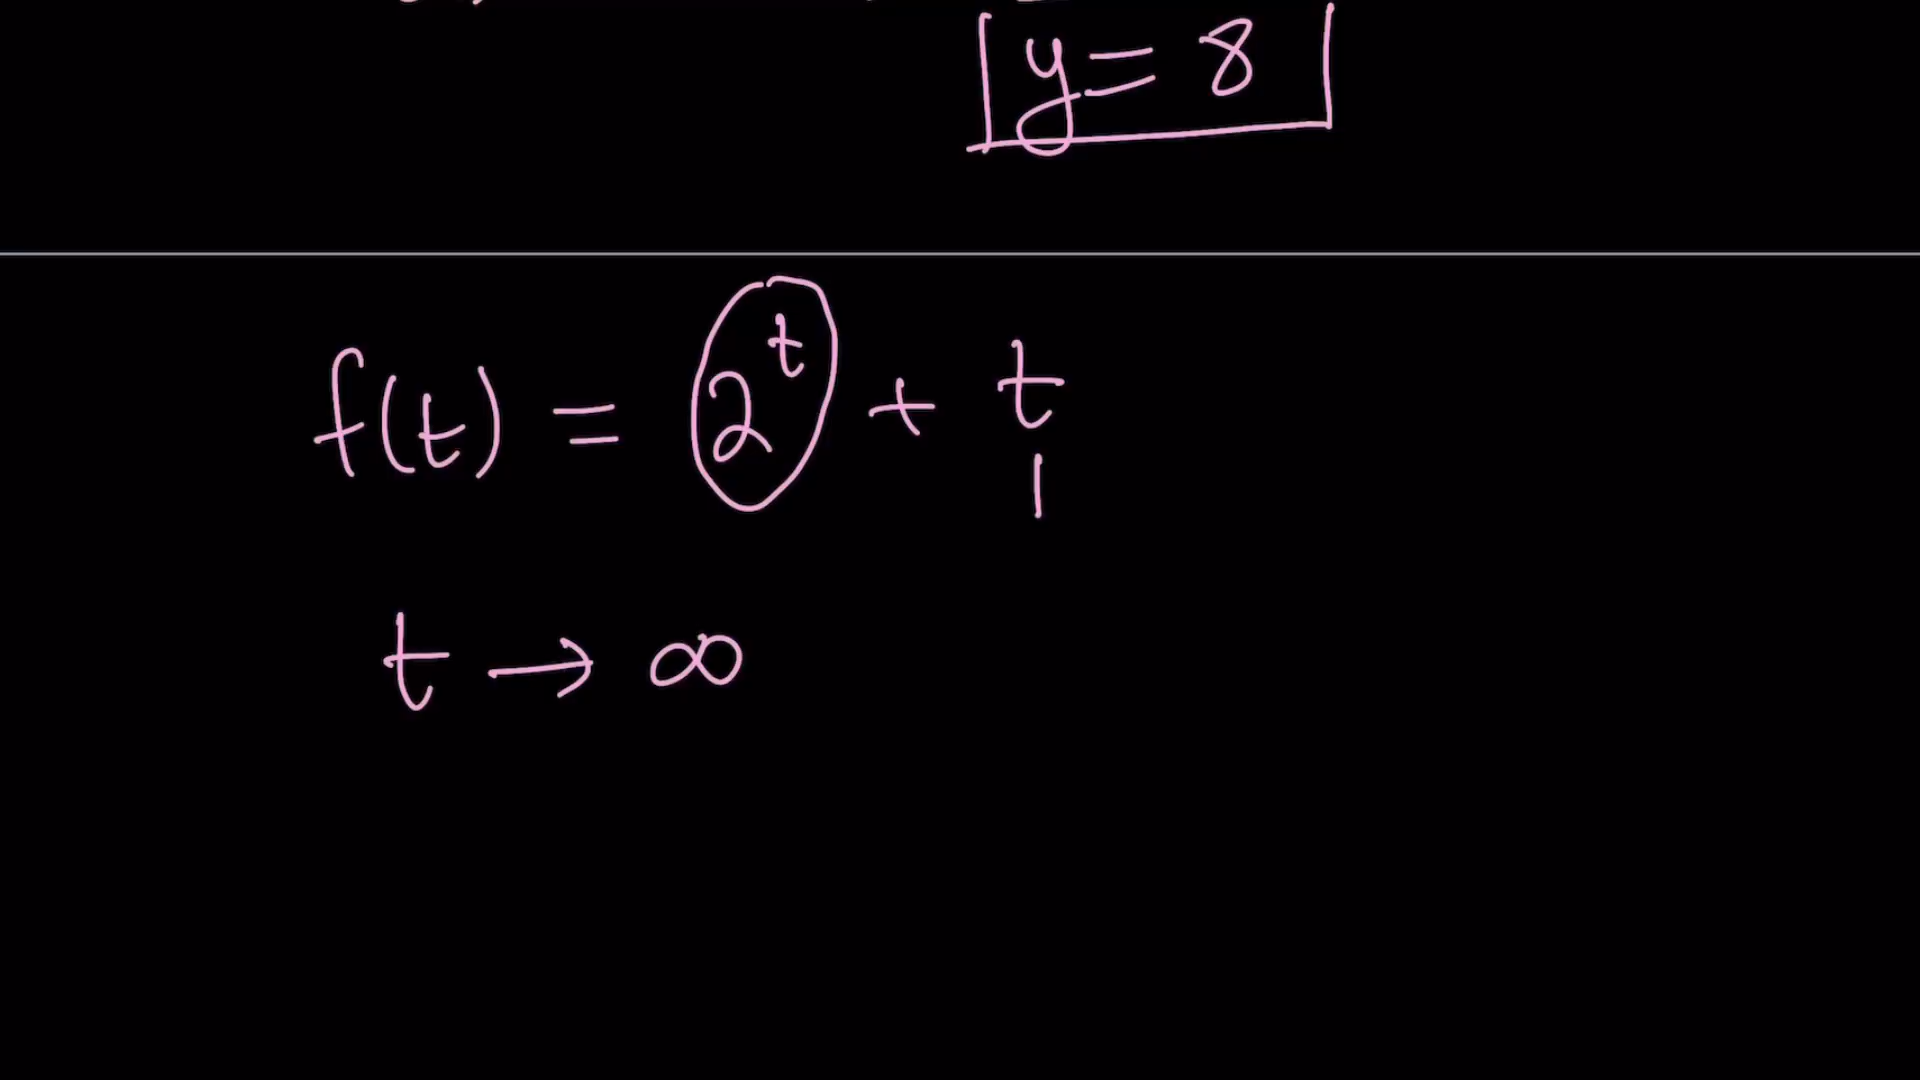 y = 8
f(t) = 2^t + t
1
t → ∞